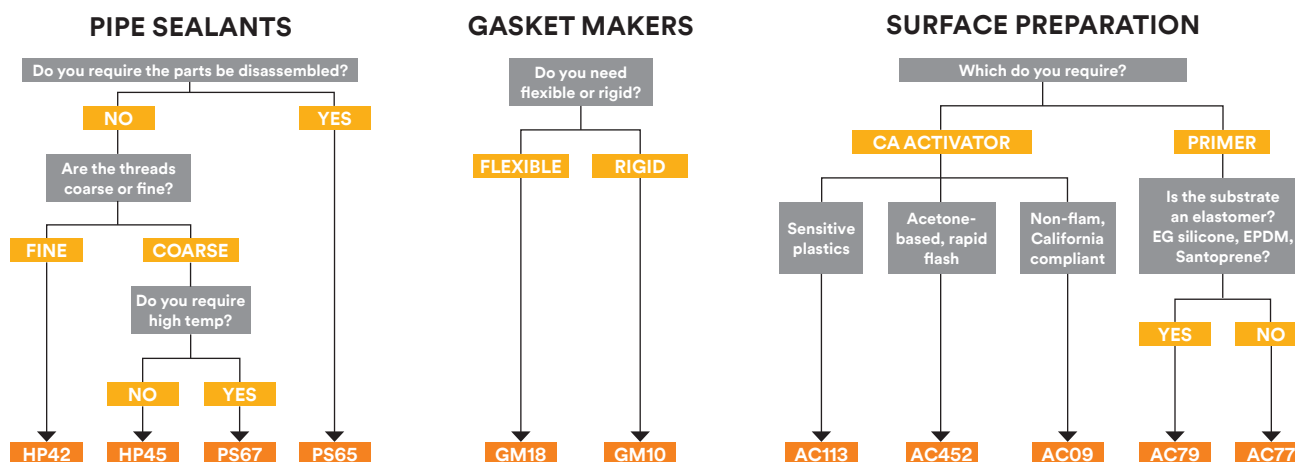 PIPE SEALANTS
Do you require the parts be disassembled?
NO
YES
Are the threads
coarse or fine?
FINE
COARSE
Do you require
high temp?
NO
YES
HP42
HP45
PS67
PS65
GASKET MAKERS
Do you need
flexible or rigid?
FLEXIBLE
RIGID
GM18
GM10
SURFACE PREPARATION
Which do you require?
CA ACTIVATOR
PRIMER
Sensitive
plastics
Acetone-
based, rapid
flash
Non-flam,
California
compliant
Is the substrate
an elastomer?
EG silicone, EPDM,
Santoprene?
YES
NO
AC113
AC452
AC09
AC79
AC77